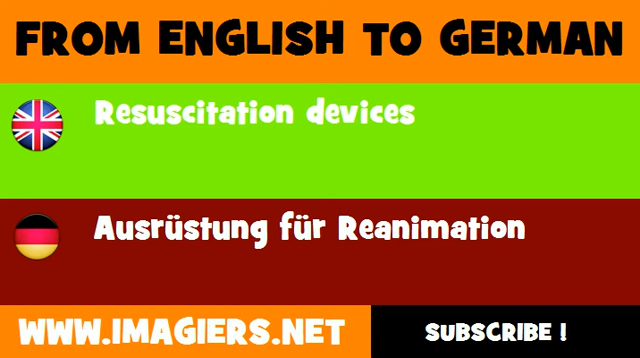 FROM ENGLISH TO GERMAN
Resuscitation devices
Ausrüstung für Reanimation
WWW.IMAGIERS.NET
SUBSCRIBE !